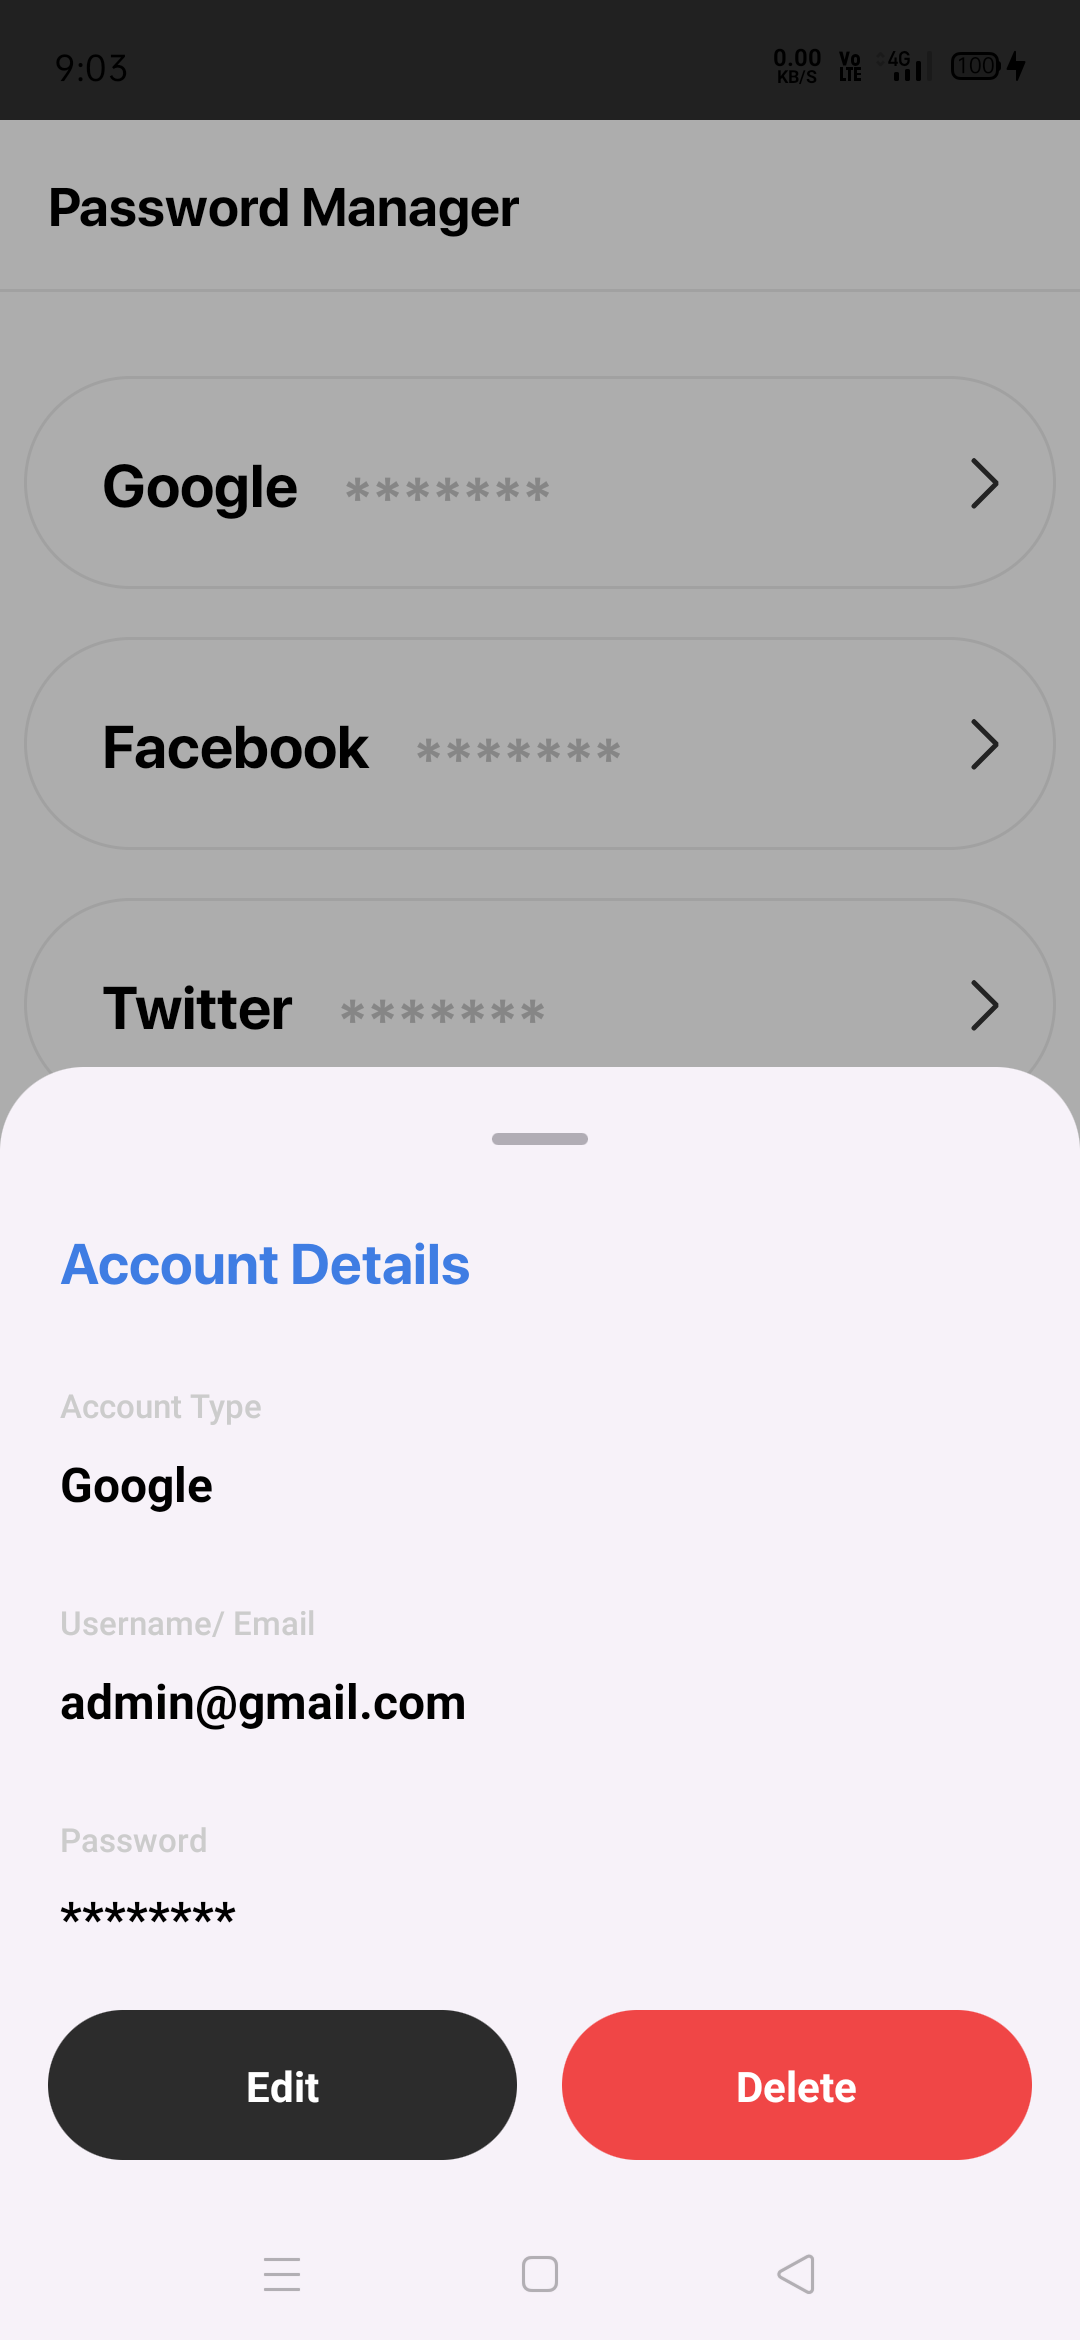 9:03
0.00
KB/S
Vo
LTE
4G
100
Password Manager
Google *******
Facebook *******
Twitter *******
Account Details
Account Type
Google
Username/ Email
admin@gmail.com
Password
********
Edit
Delete